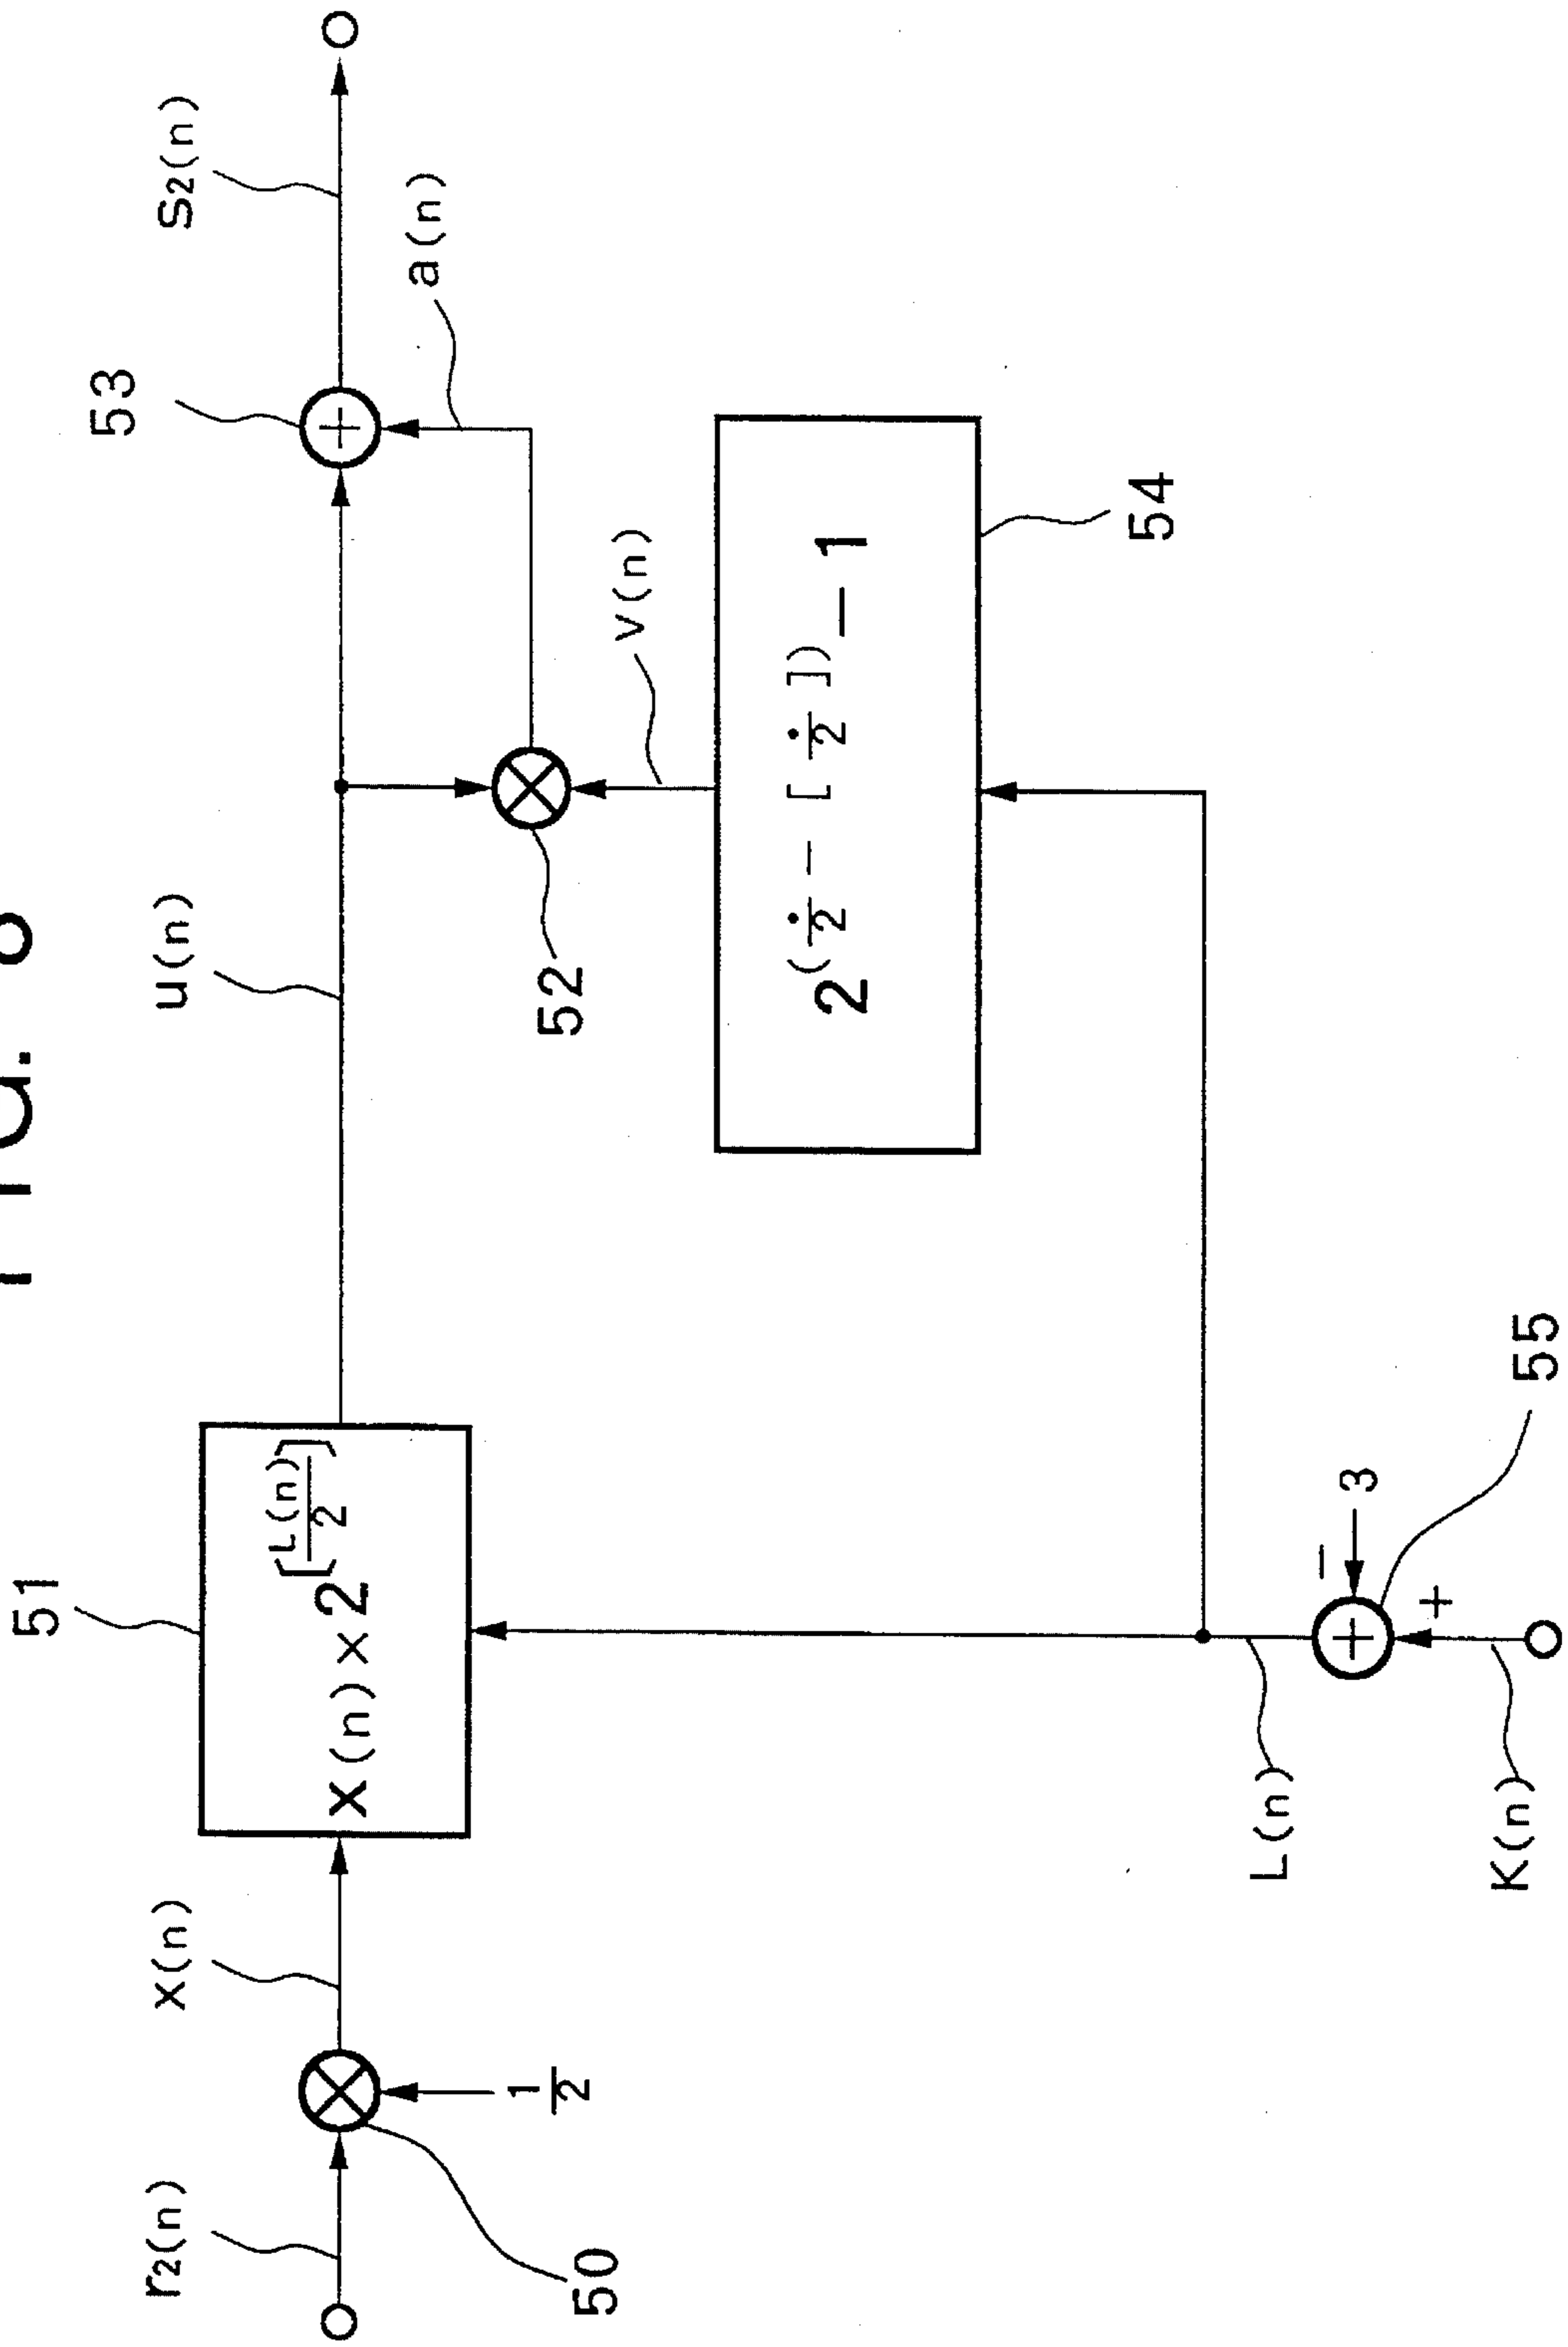 51
53
r₂(n)
x(n)
u(n)
s₂(n)
x(n) × 2^[L(n)/2]
a(n)
50
1/2
52
v(n)
2^(•/2 − [•/2]) − 1
54
L(n)
− 3
+
K(n)
55